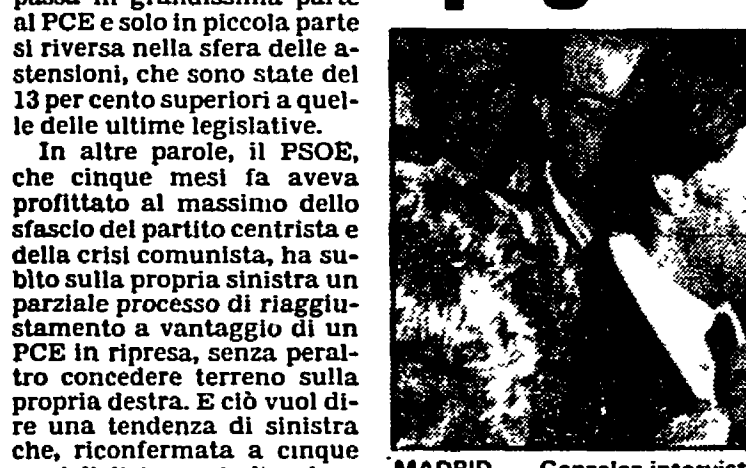 passa in grandissima parte
al PCE e solo in piccola parte
si riversa nella sfera delle a-
stensioni, che sono state del
13 per cento superiori a quel-
le delle ultime legislative.
In altre parole, il PSOE,
che cinque mesi fa aveva
profittato al massimo dello
sfascio del partito centrista e
della crisi comunista, ha su-
bito sulla propria sinistra un
parziale processo di riaggiu-
stamento a vantaggio di un
PCE in ripresa, senza peral-
tro concedere terreno sulla
propria destra. E ciò vuol di-
re una tendenza di sinistra
che, riconfermata a cinque
MADRID — Gonzalez